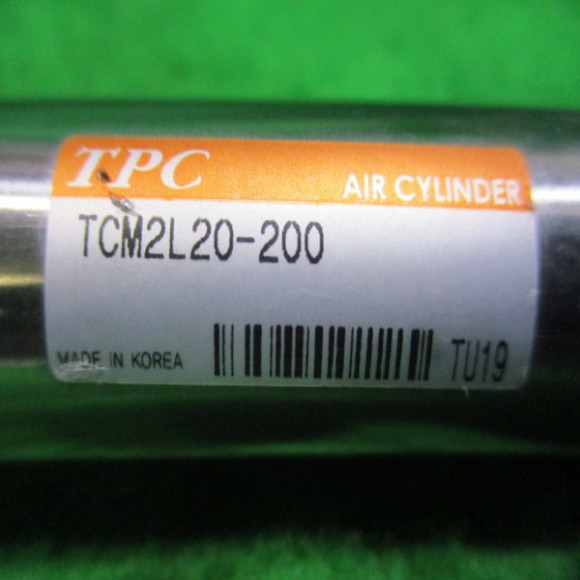 TPC
AIR CYLINDER
TCM2L20-200
MADE IN KOREA
TU19